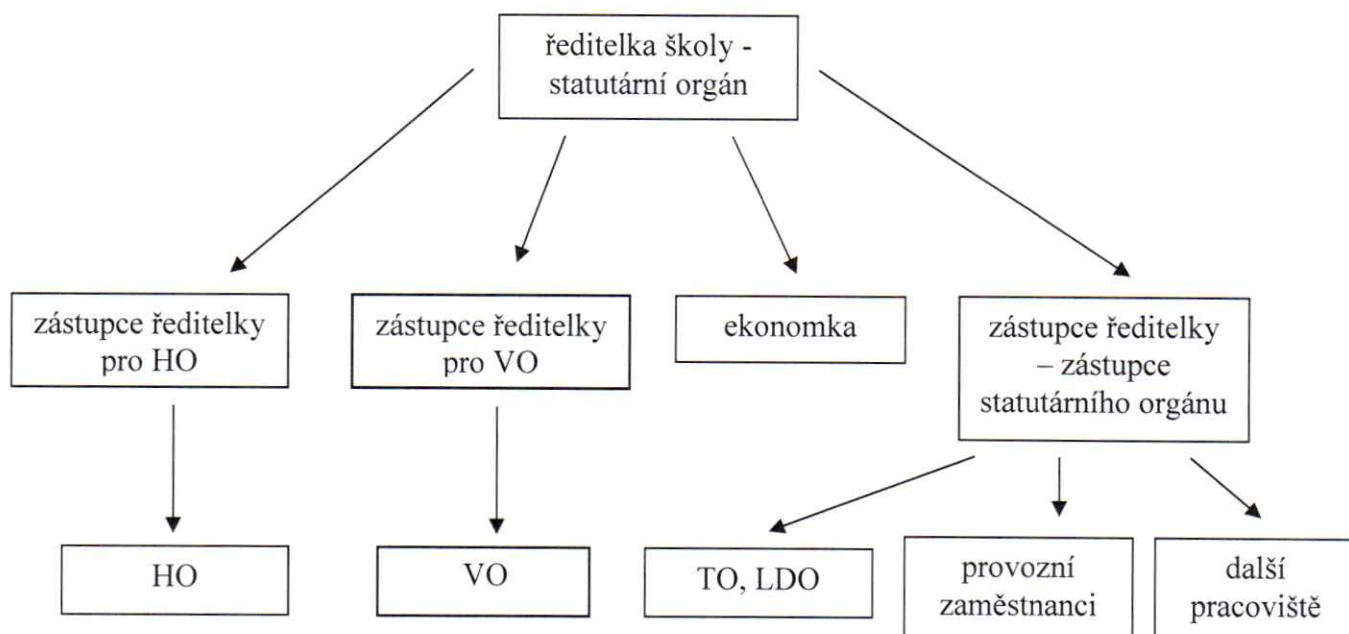 ředitelka školy -
statutární orgán
zástupce ředitelky
pro HO
zástupce ředitelky
pro VO
ekonomka
zástupce ředitelky
– zástupce
statutárního orgánu
HO
VO
TO, LDO
provozní
zaměstnanci
další
pracoviště